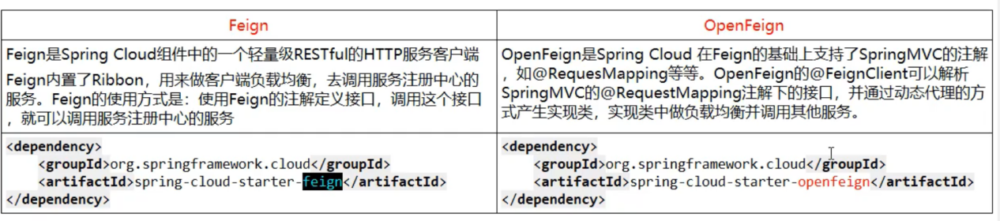 Feign
OpenFeign
Feign是Spring Cloud组件中的一个轻量级RESTful的HTTP服务客户端
Feign内置了Ribbon，用来做客户端负载均衡，去调用服务注册中心的
服务。Feign的使用方式是：使用Feign的注解定义接口，调用这个接口
，就可以调用服务注册中心的服务
OpenFeign是Spring Cloud 在Feign的基础上支持了SpringMVC的注解
，如@RequesMapping等等。OpenFeign的@FeignClient可以解析
SpringMVC的@RequestMapping注解下的接口，并通过动态代理的方
式产生实现类，实现类中做负载均衡并调用其他服务。
<dependency>
    <groupId>org.springframework.cloud</groupId>
    <artifactId>spring-cloud-starter-feign</artifactId>
</dependency>
<dependency>
    <groupId>org.springframework.cloud</groupId>
    <artifactId>spring-cloud-starter-openfeign</artifactId>
</dependency>